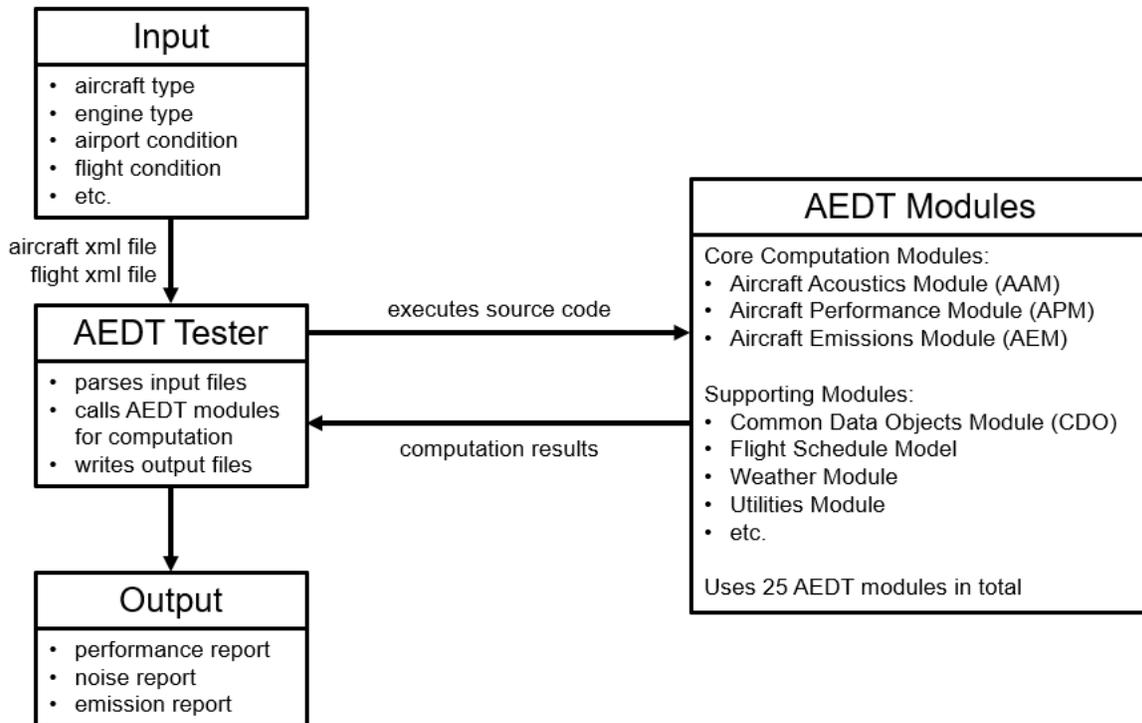 Input
• aircraft type
• engine type
• airport condition
• flight condition
• etc.
aircraft xml file
flight xml file
AEDT Tester
• parses input files
• calls AEDT modules
for computation
• writes output files
executes source code
computation results
AEDT Modules
Core Computation Modules:
• Aircraft Acoustics Module (AAM)
• Aircraft Performance Module (APM)
• Aircraft Emissions Module (AEM)
Supporting Modules:
• Common Data Objects Module (CDO)
• Flight Schedule Model
• Weather Module
• Utilities Module
• etc.
Uses 25 AEDT modules in total
Output
• performance report
• noise report
• emission report